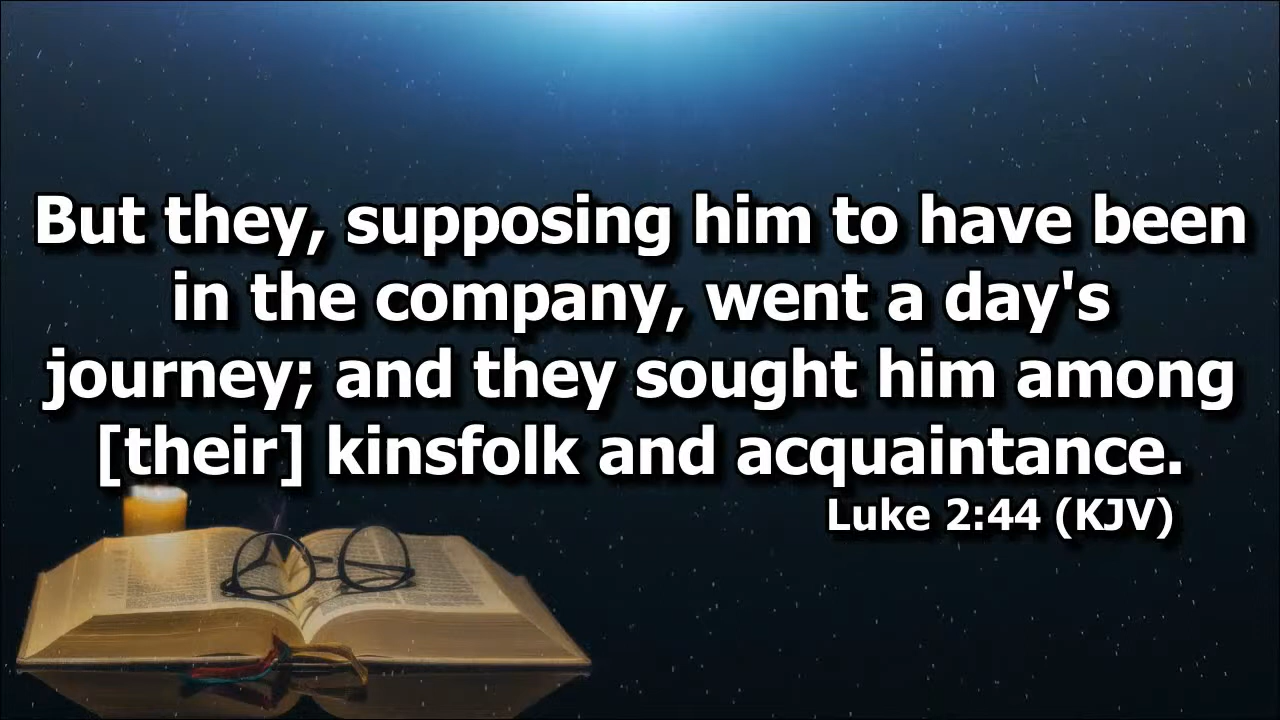 But they, supposing him to have been
in the company, went a day's
journey; and they sought him among
[their] kinsfolk and acquaintance.
Luke 2:44 (KJV)